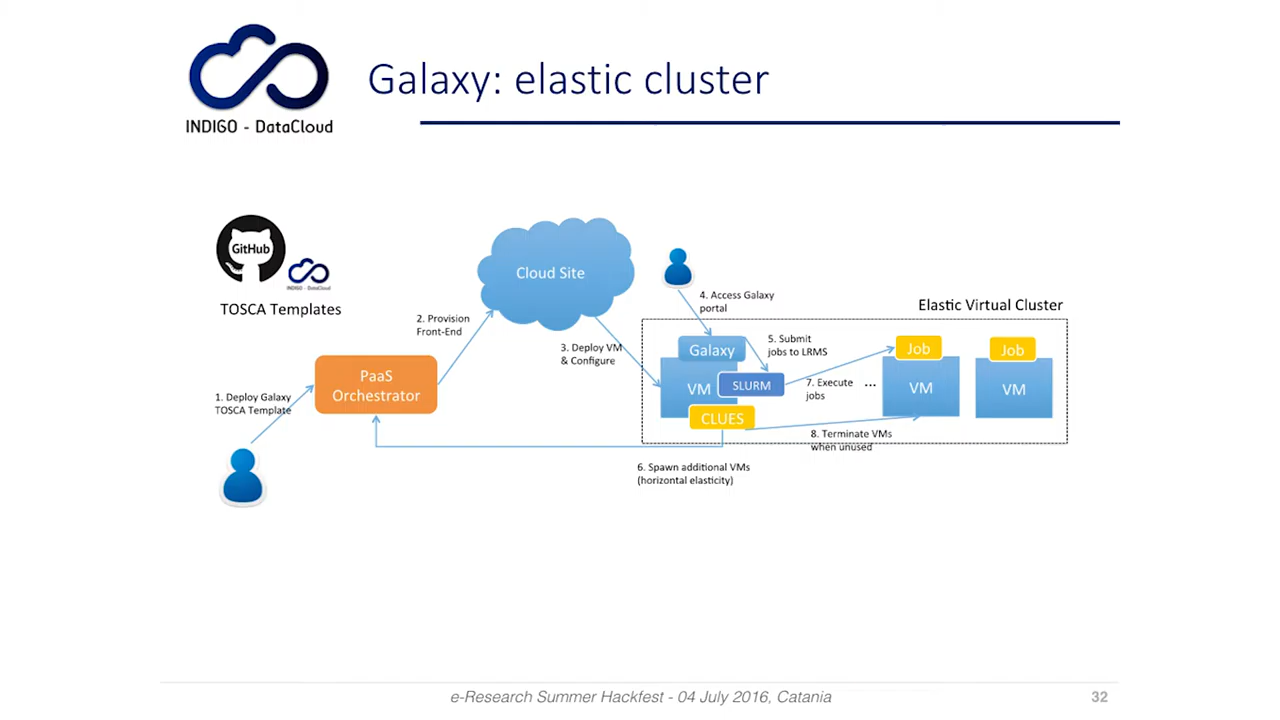 INDIGO - DataCloud
Galaxy: elastic cluster
GitHub
INDIGO - DataCloud
TOSCA Templates
1. Deploy Galaxy
TOSCA Template
PaaS
Orchestrator
2. Provision
Front-End
Cloud Site
3. Deploy VM
& Configure
4. Access Galaxy
portal
Elastic Virtual Cluster
Galaxy
VM
SLURM
CLUES
5. Submit
jobs to LRMS
7. Execute
jobs
...
Job
VM
Job
VM
8. Terminate VMs
when unused
6. Spawn additional VMs
(horizontal elasticity)
e-Research Summer Hackfest - 04 July 2016, Catania
32